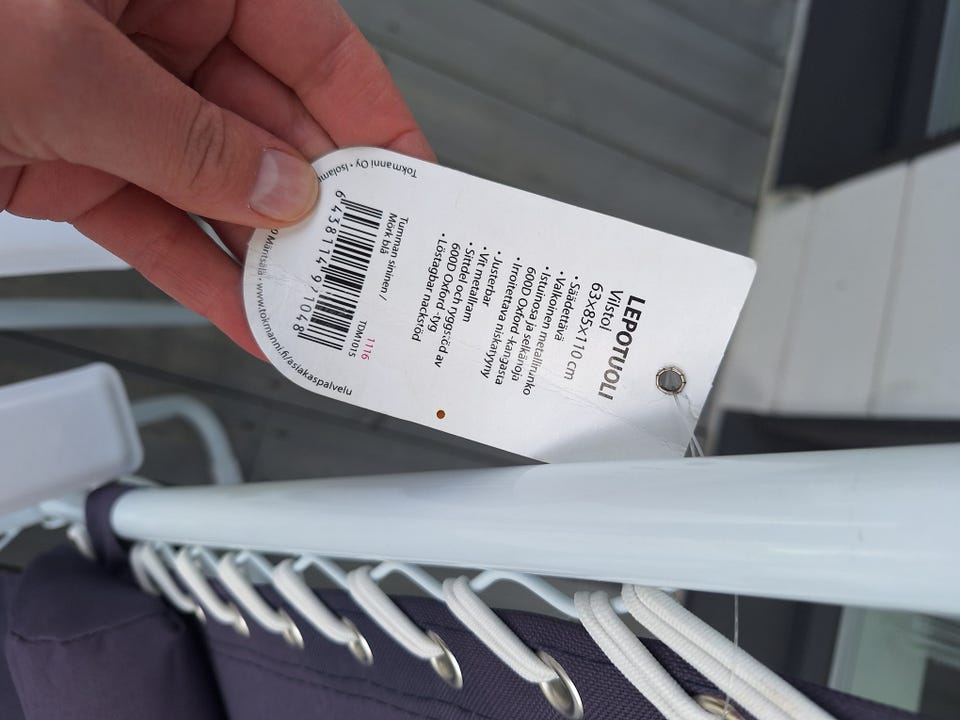 LEPOTUOLI
Vilstol
63x85x110 cm
• Säädettävä
• Valkoinen metallirunko
• Istuinosa ja selkänoja
600D Oxford -kangasta
• Irroitettava niskatyyny
• Justerbar
• Vit metallram
• Sittdel och ryggstöd av
600D Oxford -tyg
• Löstagbar nackstöd
Tumman sininen /
Mörk blå
1116
TDM1015
6 438114 971048
Tokmanni Oy • Isolam
Mäntsälä • www.tokmanni.fi/asiakaspalvelu